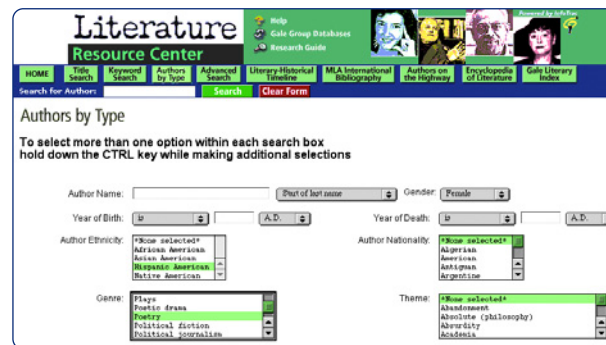 Powered by InfoTrac
Literature
Resource Center
Help
Gale Group Databases
Research Guide
HOME
Title Search
Keyword Search
Authors by Type
Advanced Search
Literary-Historical Timeline
MLA International Bibliography
Authors on the Highway
Encyclopedia of Literature
Gale Literary Index
Search for Author:
Search
Clear Form
Authors by Type
To select more than one option within each search box
hold down the CTRL key while making additional selections
Author Name: Start of last name Gender: Female
Year of Birth: is A.D. Year of Death: is A.D.
Author Ethnicity:
*None selected*
African American
Asian American
Hispanic American
Native American
Author Nationality:
*None selected*
Algerian
American
Antiguan
Argentine
Genre:
Plays
Poetic drama
Poetry
Political fiction
Political journalism
Theme:
*None selected*
Abandonment
Absolute (philosophy)
Absurdity
Academia